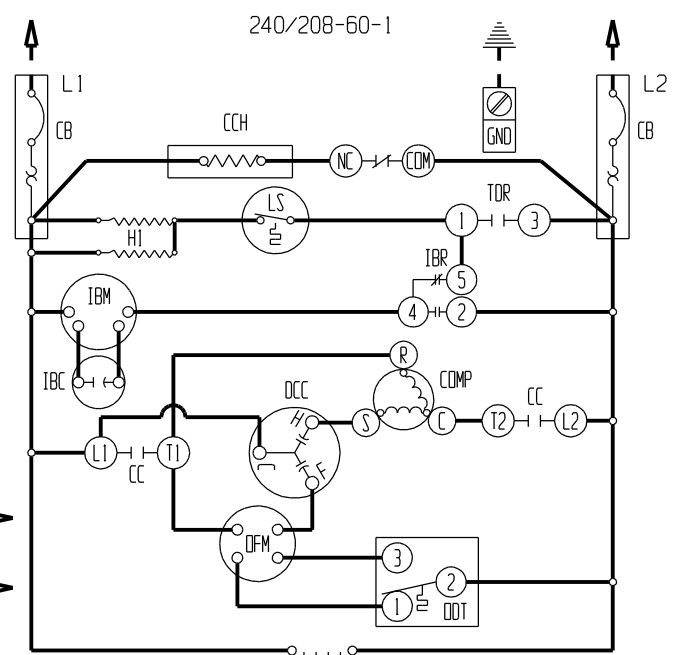 240/208-60-1
L1
L2
CB
CB
CCH
GND
NC
COM
TDR
LS
1
3
H1
IBR
5
IBM
4
2
R
IBC
DCC
COMP
CC
H
S
C
T2
L2
L1
T1
C
F
CC
OFM
3
2
1
ODT